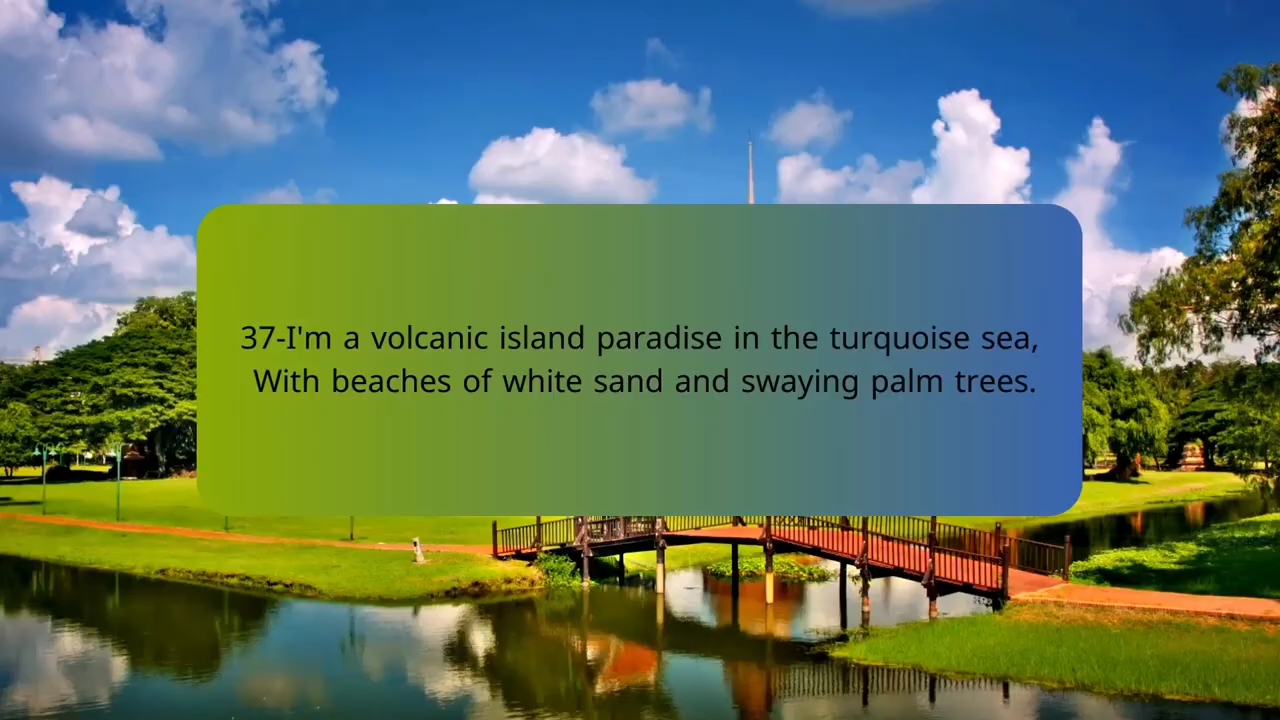 37-I'm a volcanic island paradise in the turquoise sea,
With beaches of white sand and swaying palm trees.